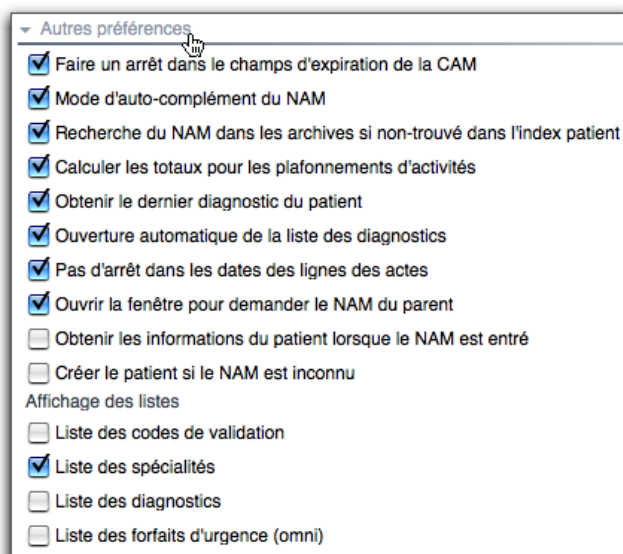 Autres préférences
Faire un arrêt dans le champs d'expiration de la CAM
Mode d'auto-complément du NAM
Recherche du NAM dans les archives si non-trouvé dans l'index patient
Calculer les totaux pour les plafonnements d'activités
Obtenir le dernier diagnostic du patient
Ouverture automatique de la liste des diagnostics
Pas d'arrêt dans les dates des lignes des actes
Ouvrir la fenêtre pour demander le NAM du parent
Obtenir les informations du patient lorsque le NAM est entré
Créer le patient si le NAM est inconnu
Affichage des listes
Liste des codes de validation
Liste des spécialités
Liste des diagnostics
Liste des forfaits d'urgence (omni)